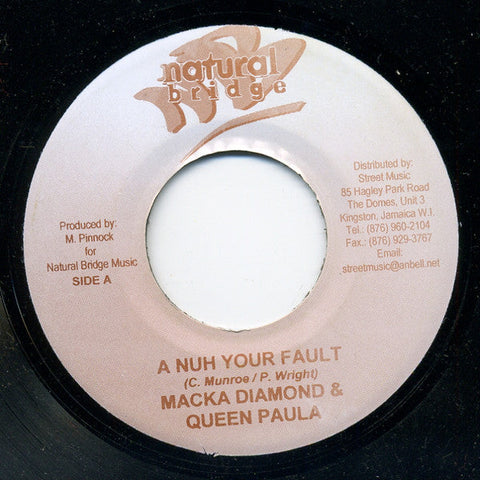 natural
bridge
Produced by:
M. Pinnock
for
Natural Bridge Music
SIDE A
Distributed by:
Street Music
85 Hagley Park Road
The Domes, Unit 3
Kingston, Jamaica W.I.
Tel.: (876) 960-2104
Fax.: (876) 929-3767
Email:
streetmusic@anbell.net
A NUH YOUR FAULT
(C. Munroe / P. Wright)
MACKA DIAMOND &
QUEEN PAULA